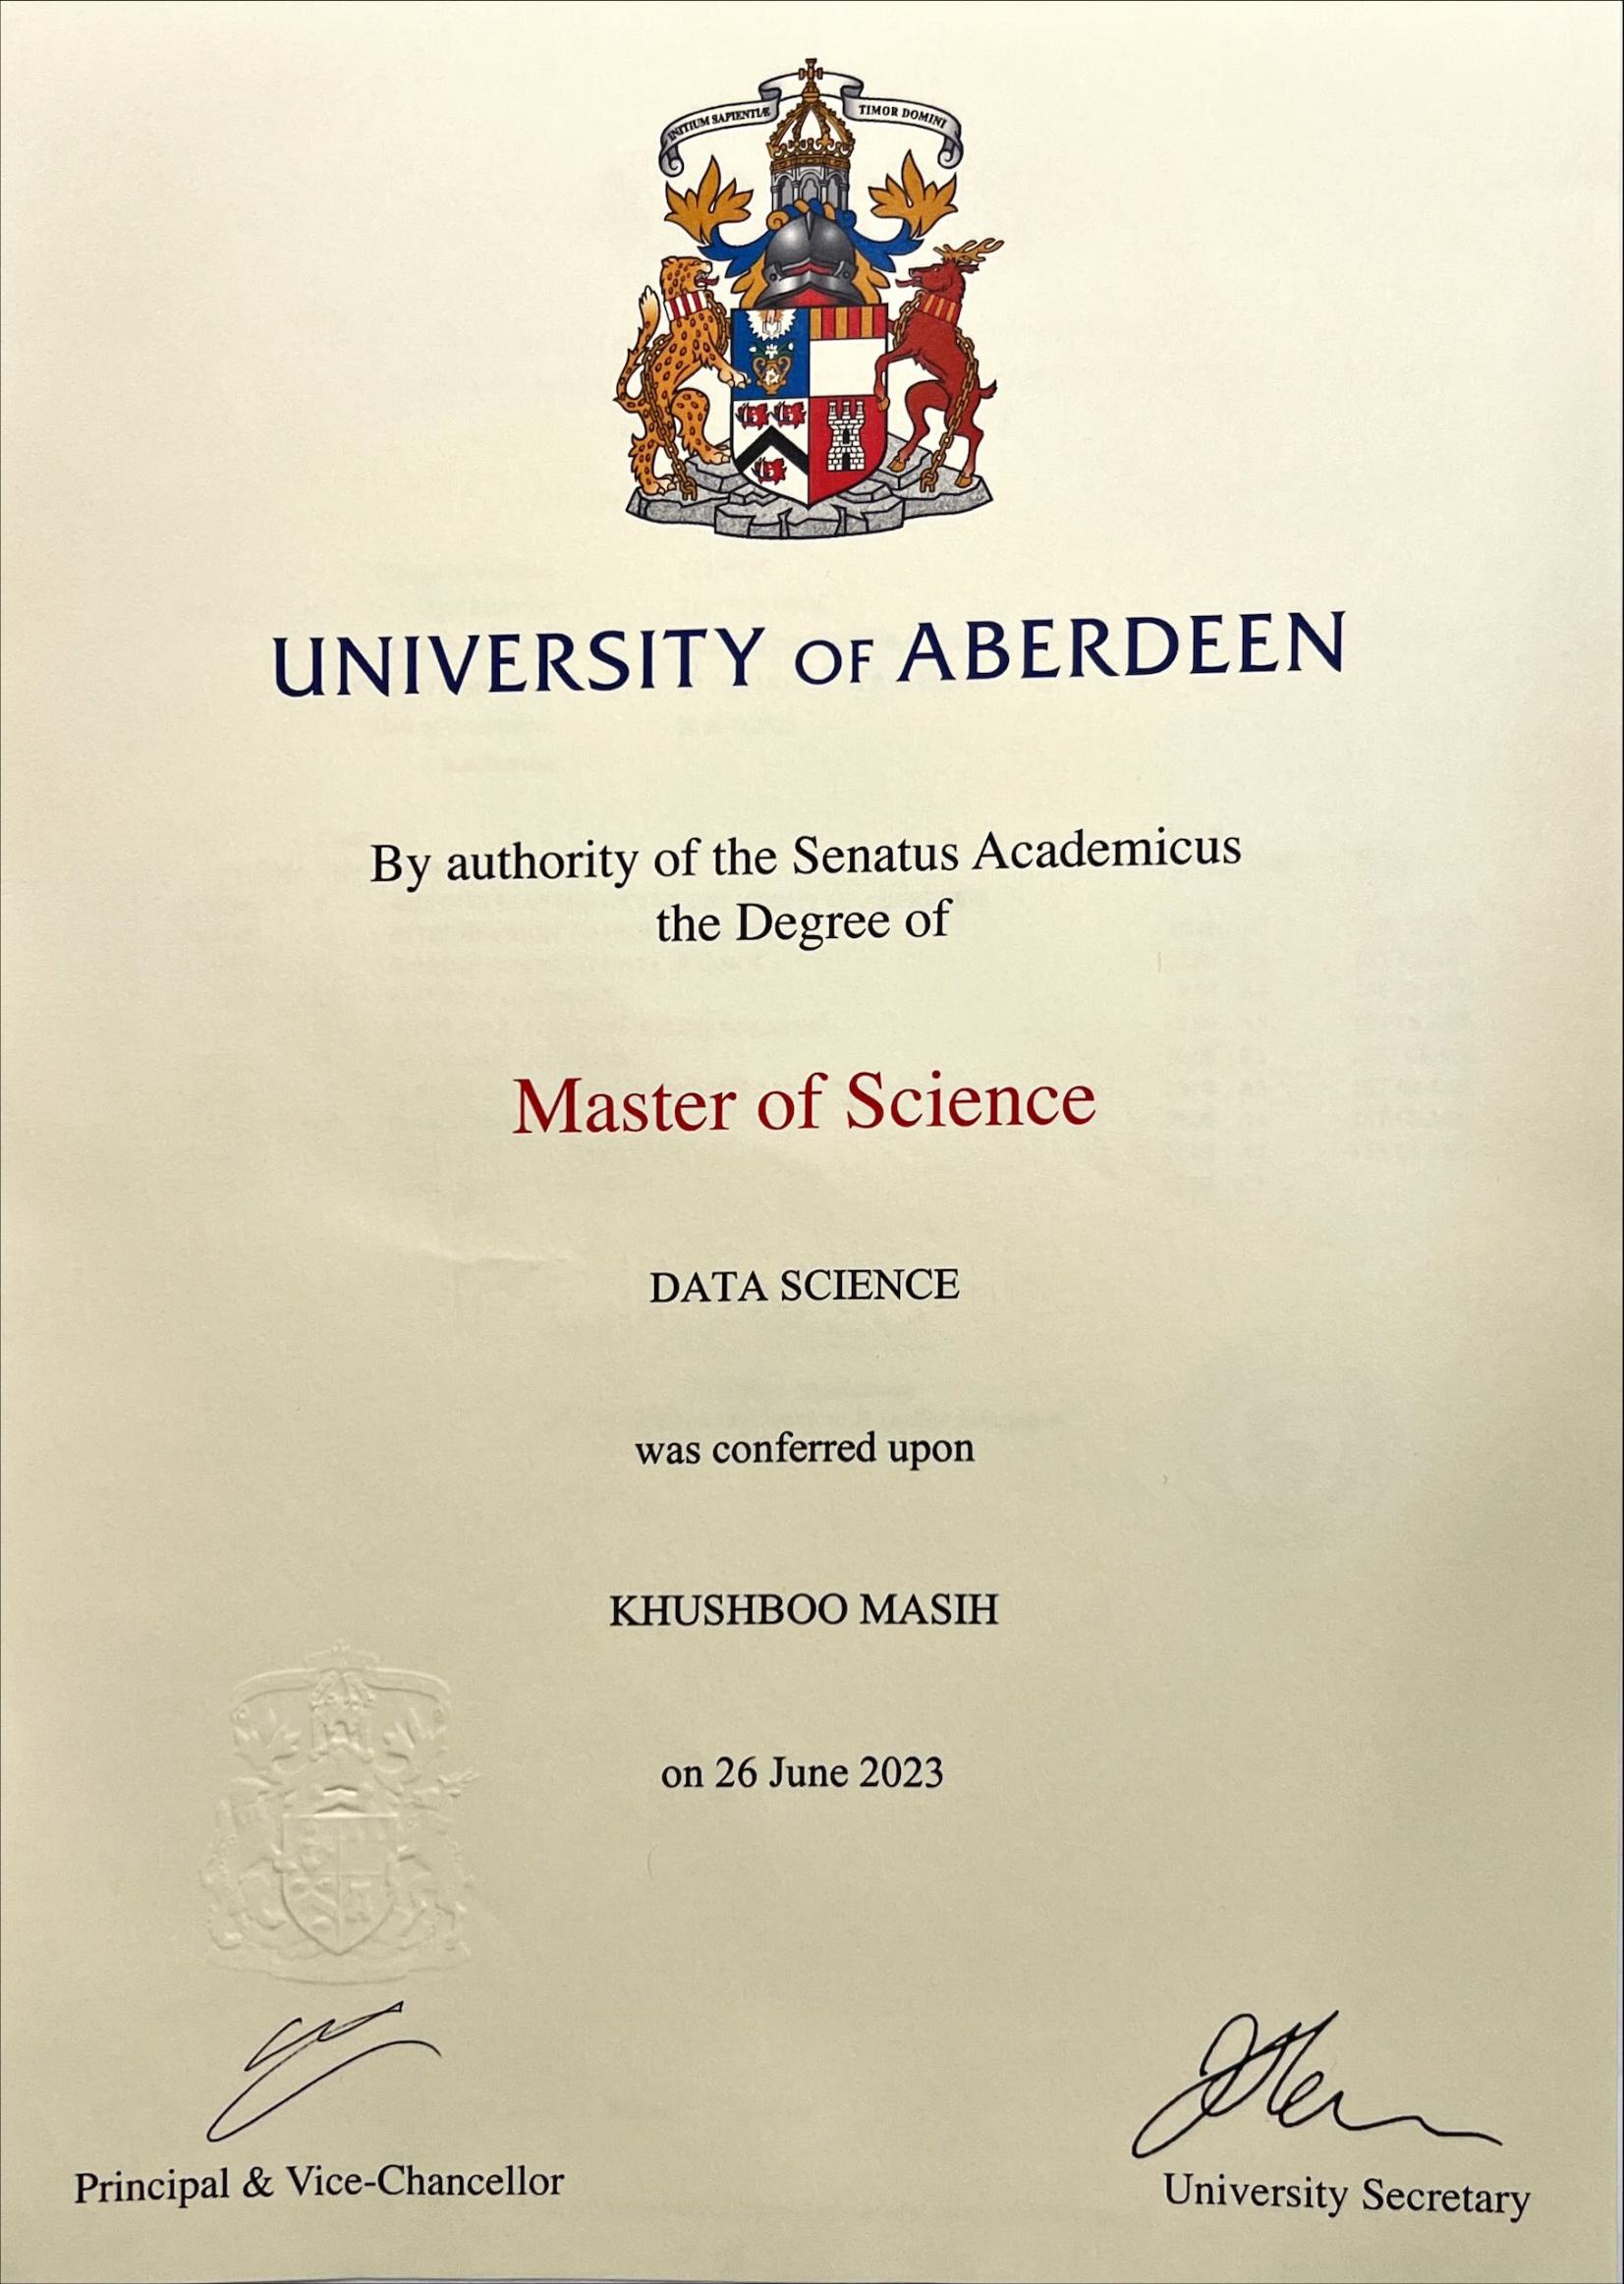 INITIUM SAPIENTIÆ TIMOR DOMINI
UNIVERSITY OF ABERDEEN
By authority of the Senatus Academicus
the Degree of
Master of Science
DATA SCIENCE
was conferred upon
KHUSHBOO MASIH
on 26 June 2023
Principal & Vice-Chancellor
University Secretary